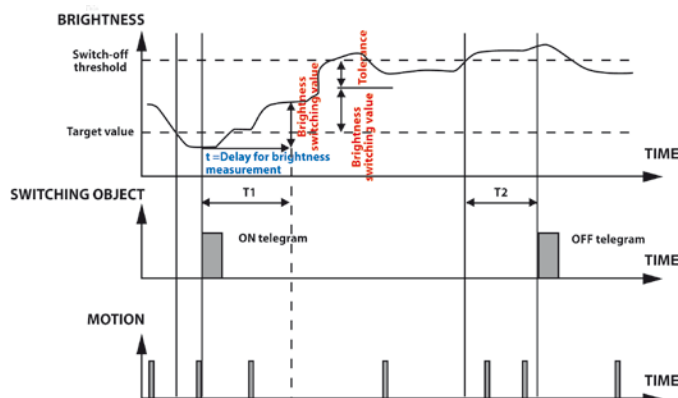 BRIGHTNESS
Switch-off
threshold
Tolerance
Brightness
switching value
Brightness
switching value
Target value
t =Delay for brightness
measurement
TIME
T1
T2
SWITCHING OBJECT
ON telegram
OFF telegram
TIME
MOTION
TIME